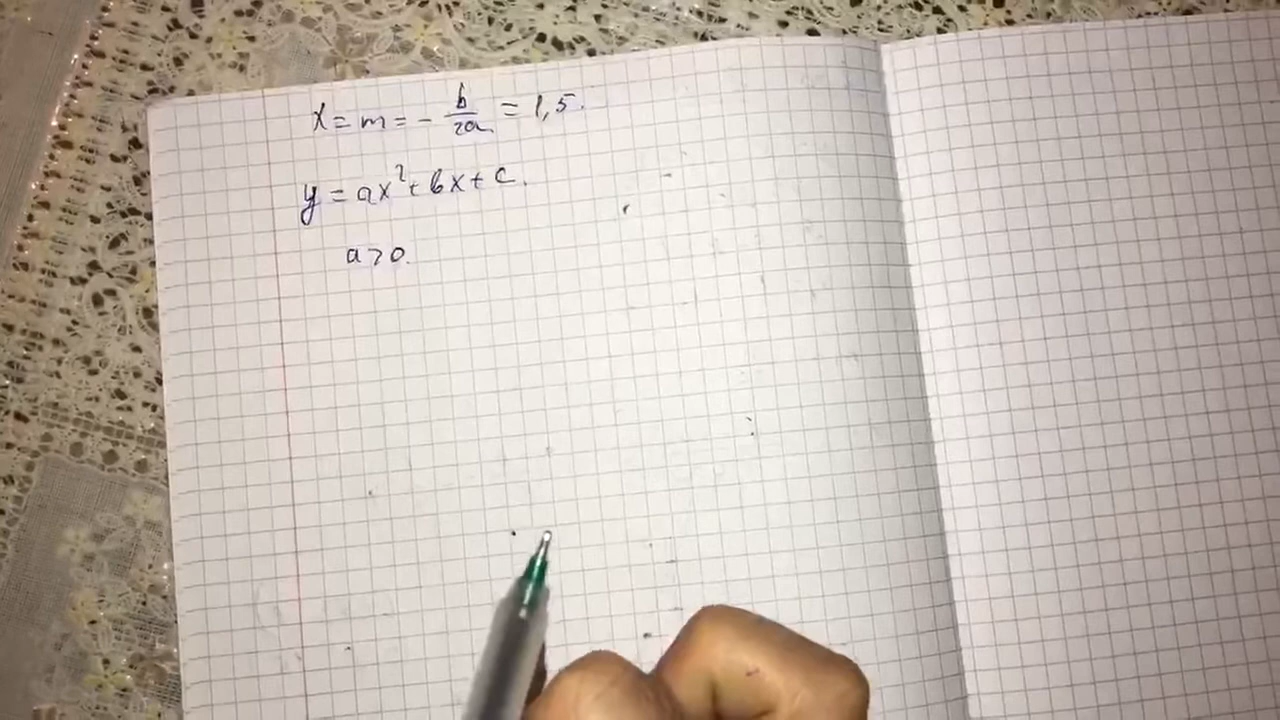 x = m = - b/2a = 1,5.
y = ax² + bx + c.
a > 0.